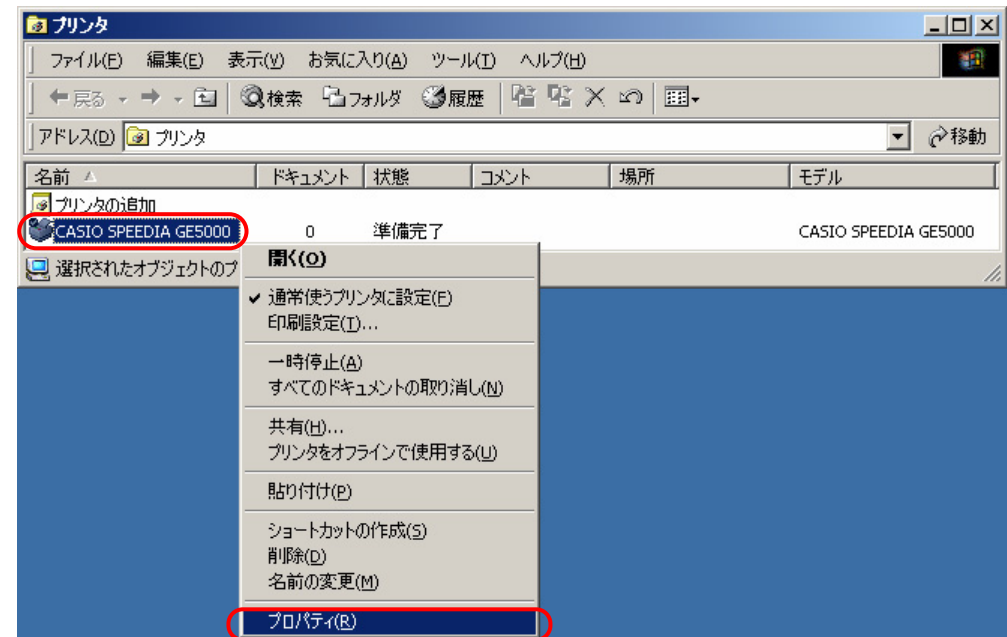 プリンタ
ファイル(F) 編集(E) 表示(V) お気に入り(A) ツール(T) ヘルプ(H)
戻る 検索 フォルダ 履歴
アドレス(D) プリンタ 移動
名前 ドキュメント 状態 コメント 場所 モデル
プリンタの追加
CASIO SPEEDIA GE5000 0 準備完了 CASIO SPEEDIA GE5000
選択されたオブジェクトのプ
開く(O)
通常使うプリンタに設定(F)
印刷設定(T)...
一時停止(A)
すべてのドキュメントの取り消し(N)
共有(H)...
プリンタをオフラインで使用する(U)
貼り付け(P)
ショートカットの作成(S)
削除(D)
名前の変更(M)
プロパティ(R)